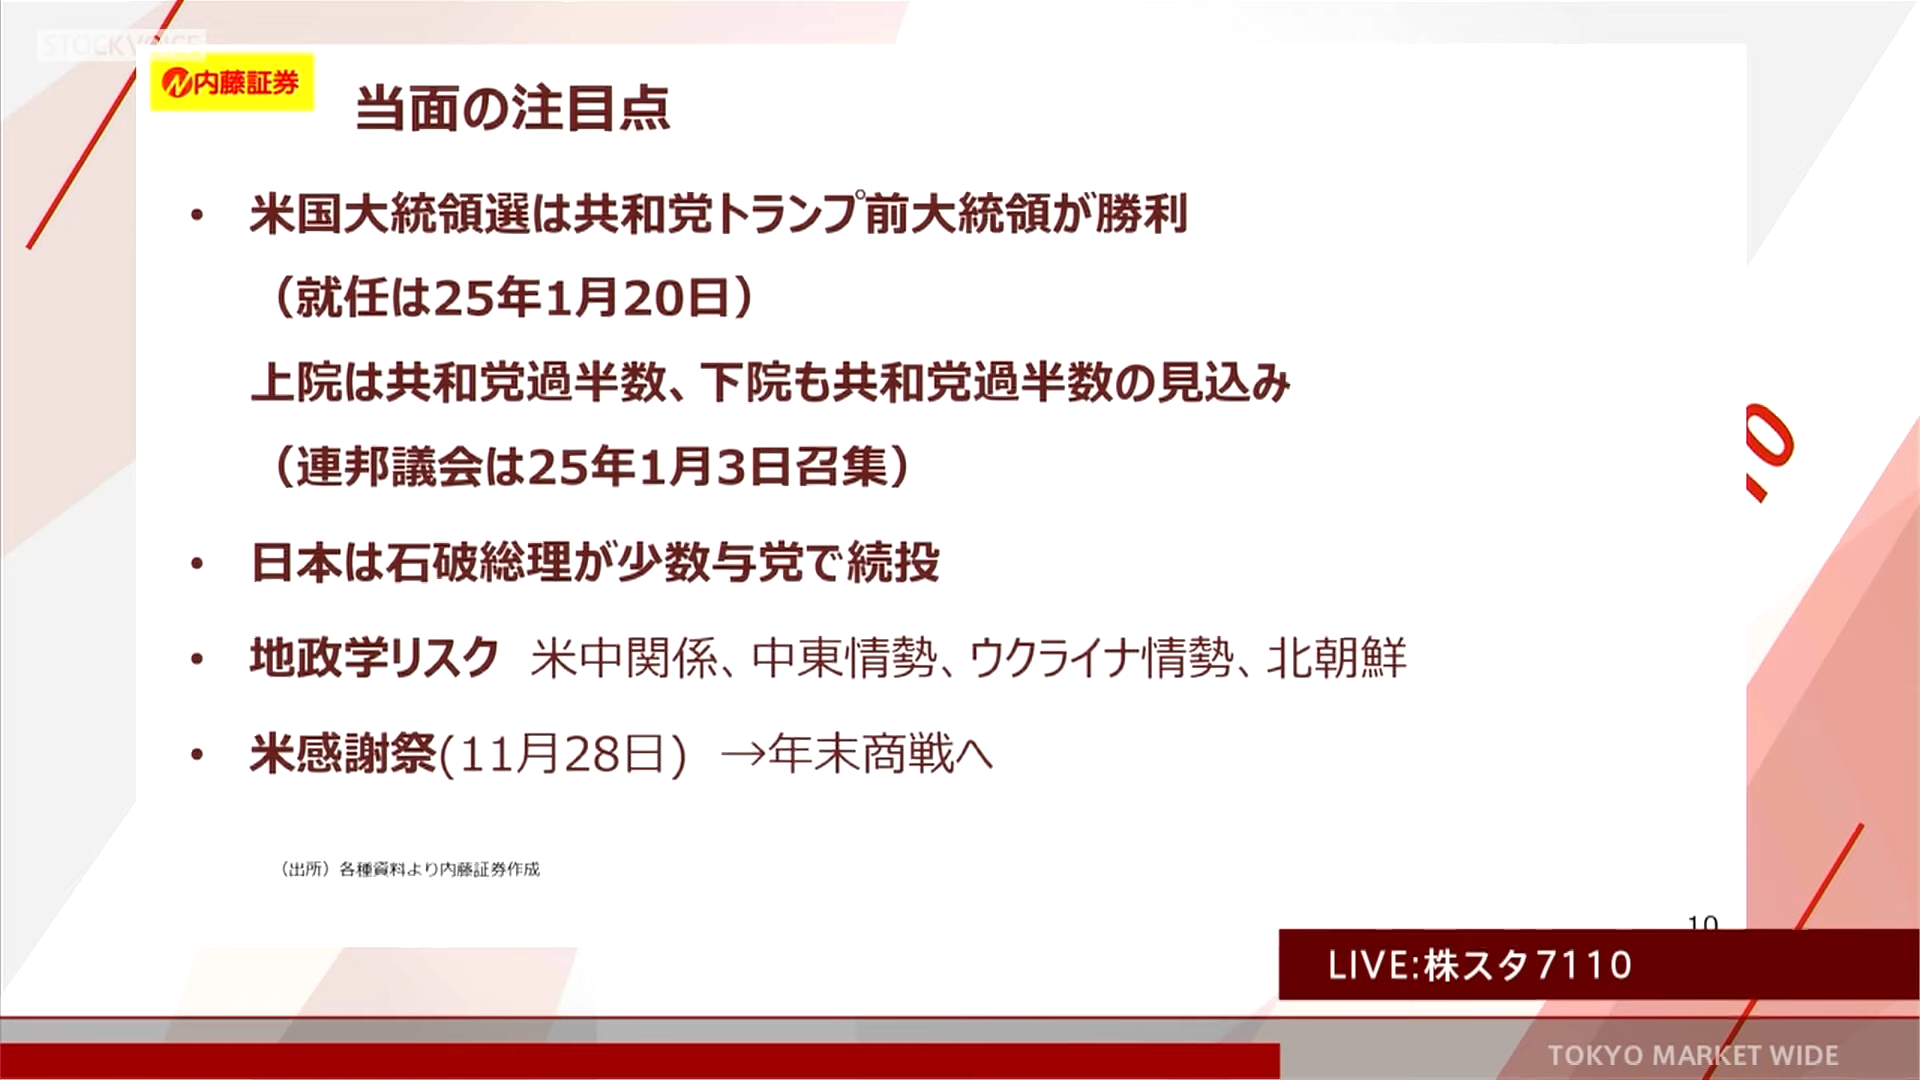 STOCKVOICE
内藤証券
当面の注目点
• 米国大統領選は共和党トランプ前大統領が勝利
（就任は25年1月20日）
上院は共和党過半数、下院も共和党過半数の見込み
（連邦議会は25年1月3日召集）
• 日本は石破総理が少数与党で続投
• 地政学リスク 米中関係、中東情勢、ウクライナ情勢、北朝鮮
• 米感謝祭(11月28日) →年末商戦へ
（出所）各種資料より内藤証券作成
10
10
LIVE:株スタ7110
TOKYO MARKET WIDE